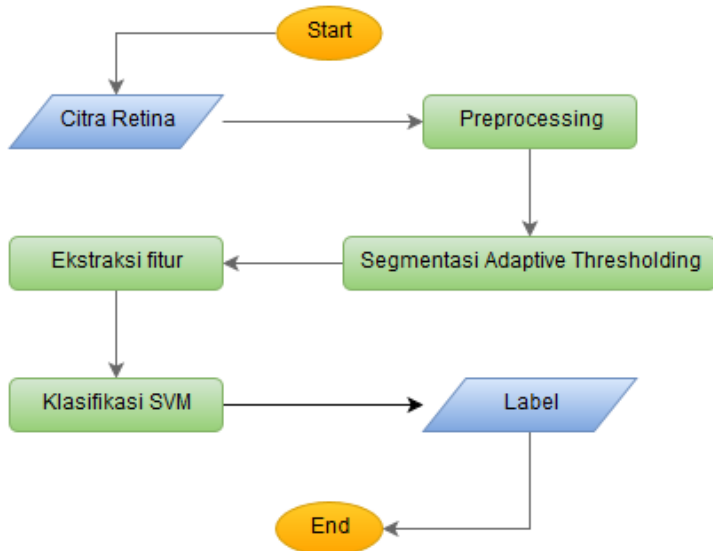 Start
Citra Retina
Preprocessing
Segmentasi Adaptive Thresholding
Ekstraksi fitur
Klasifikasi SVM
Label
End